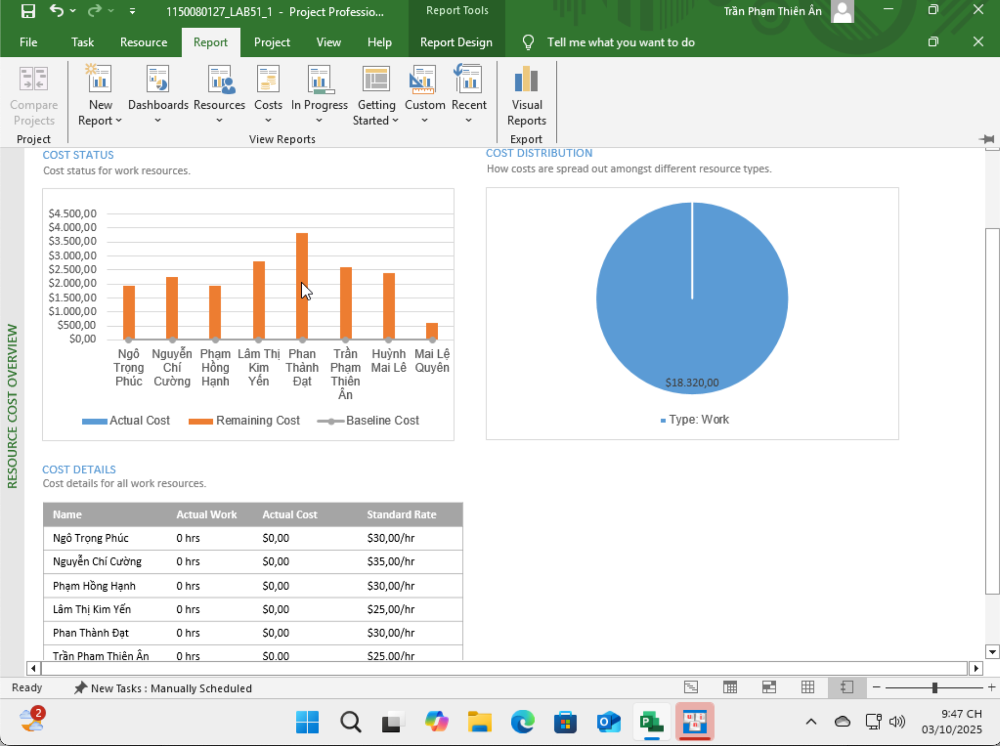 1150080127_LAB51_1 - Project Professio...
Report Tools
Trần Phạm Thiên Ân
File
Task
Resource
Report
Project
View
Help
Report Design
Tell me what you want to do
Compare Projects
New Report
Dashboards
Resources
Costs
In Progress
Getting Started
Custom
Recent
Visual Reports
Project
View Reports
Export
RESOURCE COST OVERVIEW
COST STATUS
Cost status for work resources.
$4.500,00
$4.000,00
$3.500,00
$3.000,00
$2.500,00
$2.000,00
$1.500,00
$1.000,00
$500,00
$0,00
Ngô Trọng Phúc
Nguyễn Chí Cường
Phạm Hồng Hạnh
Lâm Thị Kim Yến
Phan Thành Đạt
Trần Phạm Thiên Ân
Huỳnh Mai Lê
Mai Lệ Quyên
Actual Cost
Remaining Cost
Baseline Cost
COST DISTRIBUTION
How costs are spread out amongst different resource types.
$18.320,00
Type: Work
COST DETAILS
Cost details for all work resources.
Name Actual Work Actual Cost Standard Rate
Ngô Trọng Phúc 0 hrs $0,00 $30,00/hr
Nguyễn Chí Cường 0 hrs $0,00 $35,00/hr
Phạm Hồng Hạnh 0 hrs $0,00 $30,00/hr
Lâm Thị Kim Yến 0 hrs $0,00 $25,00/hr
Phan Thành Đạt 0 hrs $0,00 $30,00/hr
Trần Phạm Thiên Ân 0 hrs $0,00 $25,00/hr
Ready
New Tasks : Manually Scheduled
2
9:47 CH
03/10/2025